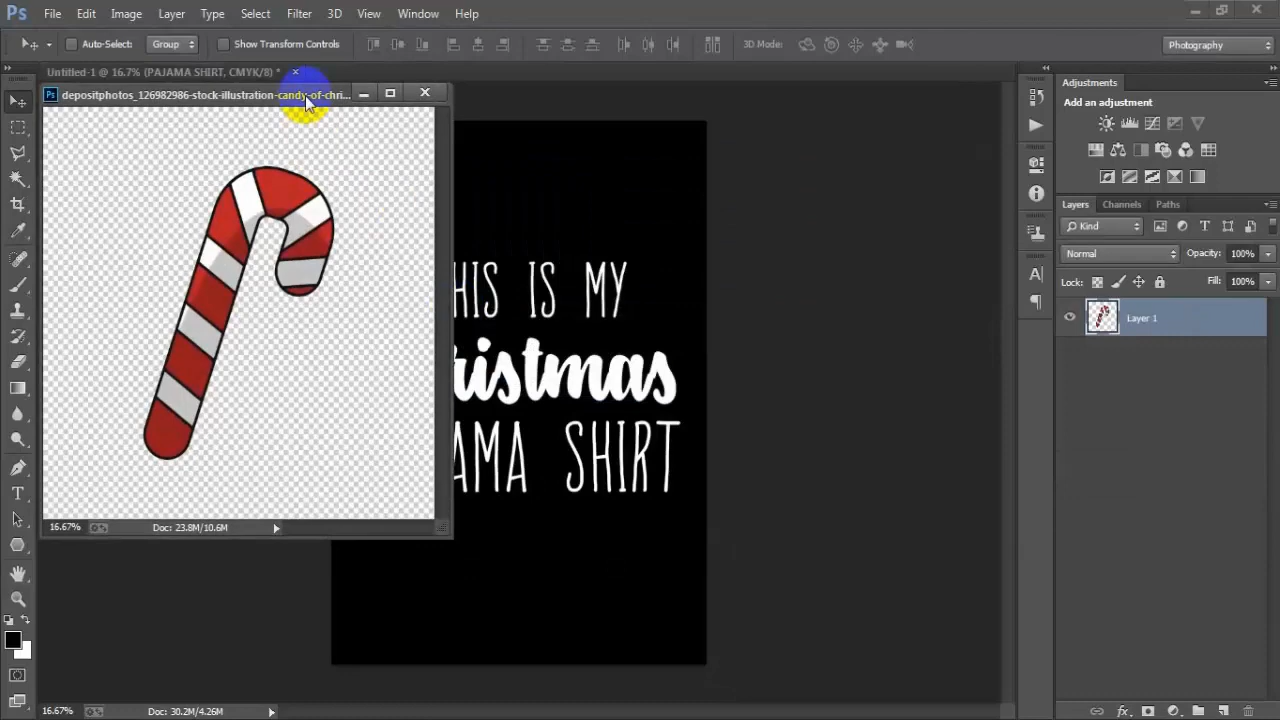 Ps File Edit Image Layer Type Select Filter 3D View Window Help
Auto-Select: Group Show Transform Controls 3D Mode: Photography
Untitled-1 @ 16.7% (PAJAMA SHIRT, CMYK/8) * ×
Ps depositphotos_126982986-stock-illustration-candy-of-chri...
Adjustments
Add an adjustment
Layers Channels Paths
Kind
Normal Opacity: 100%
Lock: Fill: 100%
Layer 1
HIS IS MY
ristmas
AMA SHIRT
16.67% Doc: 23.8M/10.6M
16.67% Doc: 30.2M/4.26M